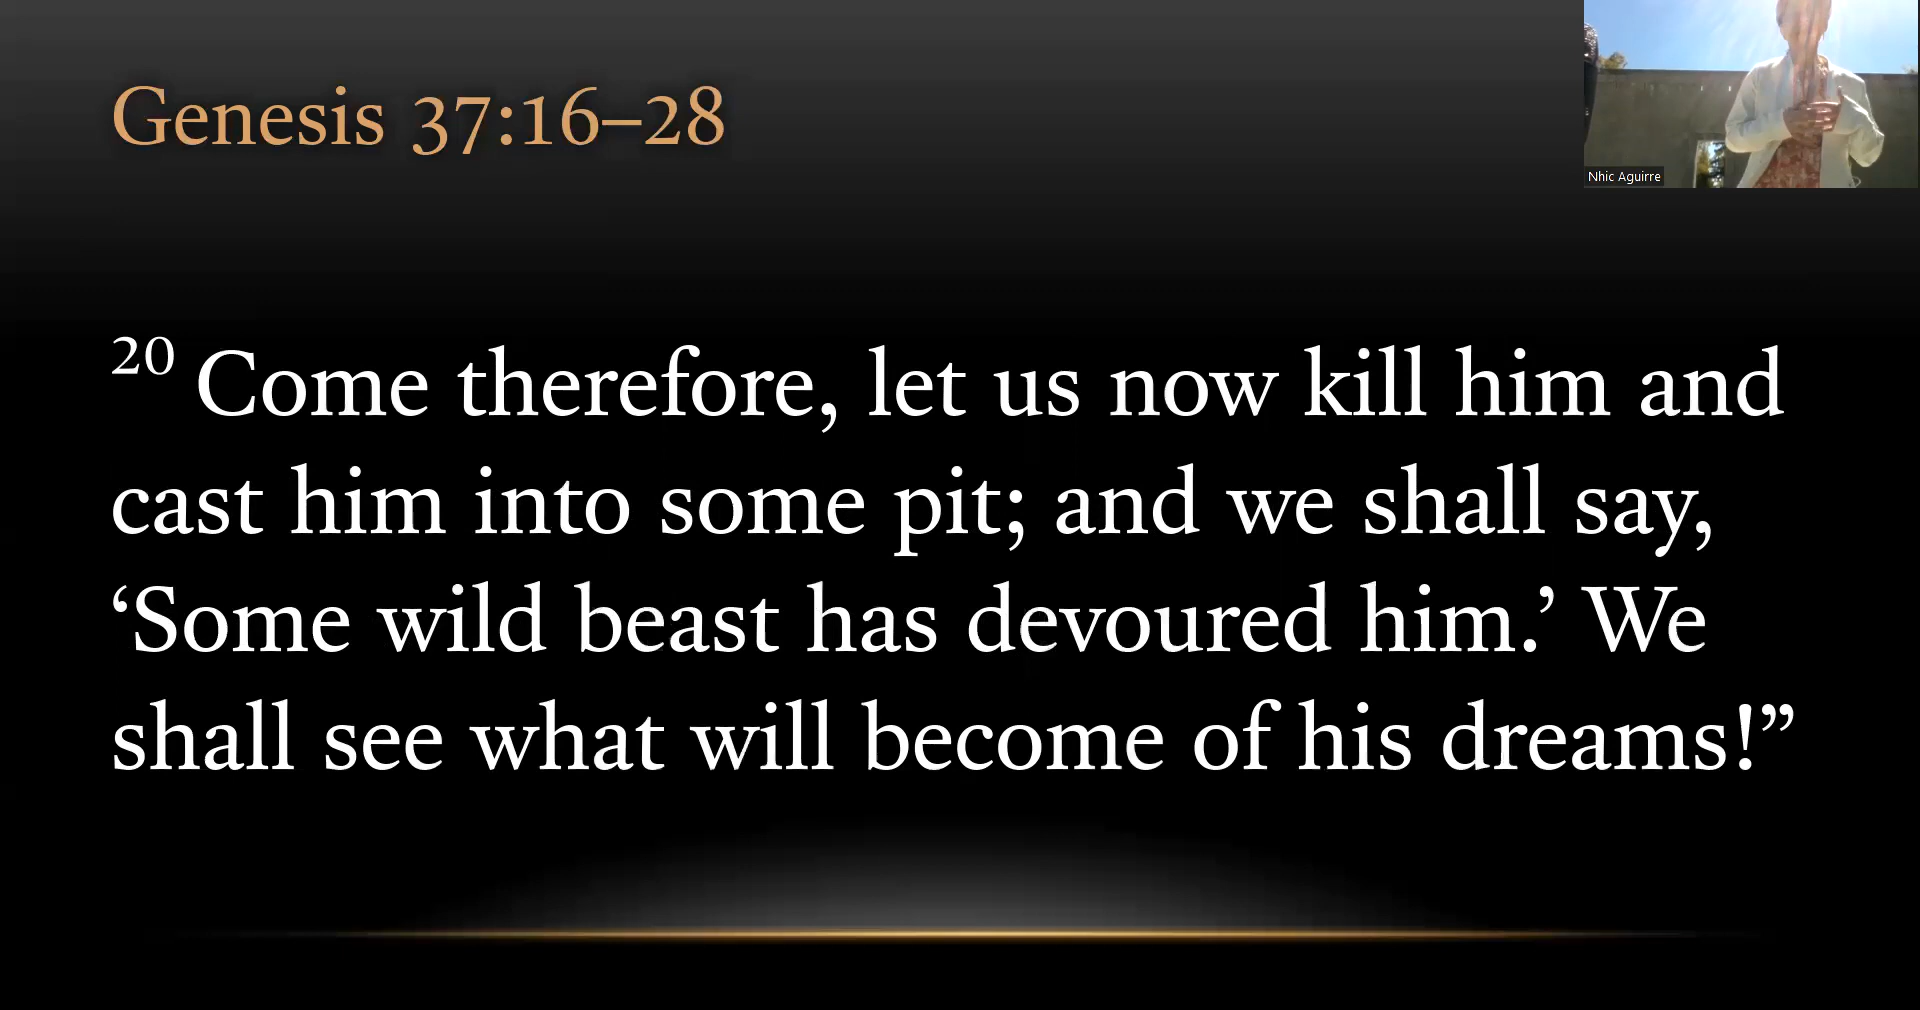 Genesis 37:16–28
Nhic Aguirre
20 Come therefore, let us now kill him and
cast him into some pit; and we shall say,
‘Some wild beast has devoured him.’ We
shall see what will become of his dreams!”